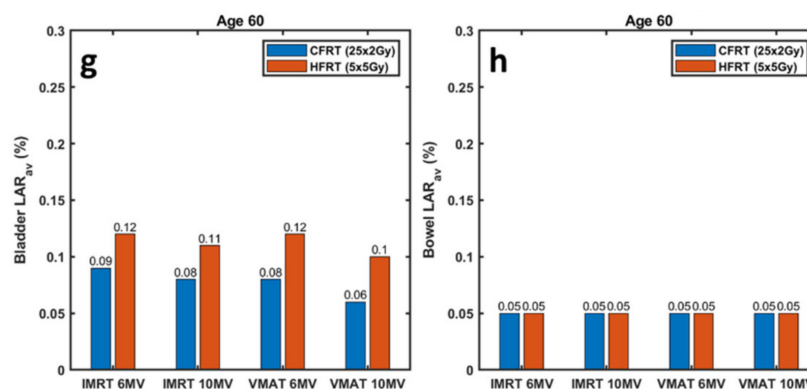 Age 60
0.3
0.25
0.2
0.15
0.1
0.05
0
Bladder LARav (%)
g
CFRT (25x2Gy)
HFRT (5x5Gy)
0.09
0.12
0.08
0.11
0.08
0.12
0.06
0.1
IMRT 6MV
IMRT 10MV
VMAT 6MV
VMAT 10MV
Age 60
0.3
0.25
0.2
0.15
0.1
0.05
0
Bowel LARav (%)
h
CFRT (25x2Gy)
HFRT (5x5Gy)
0.05 0.05
0.05 0.05
0.05 0.05
0.05 0.05
IMRT 6MV
IMRT 10MV
VMAT 6MV
VMAT 10MV